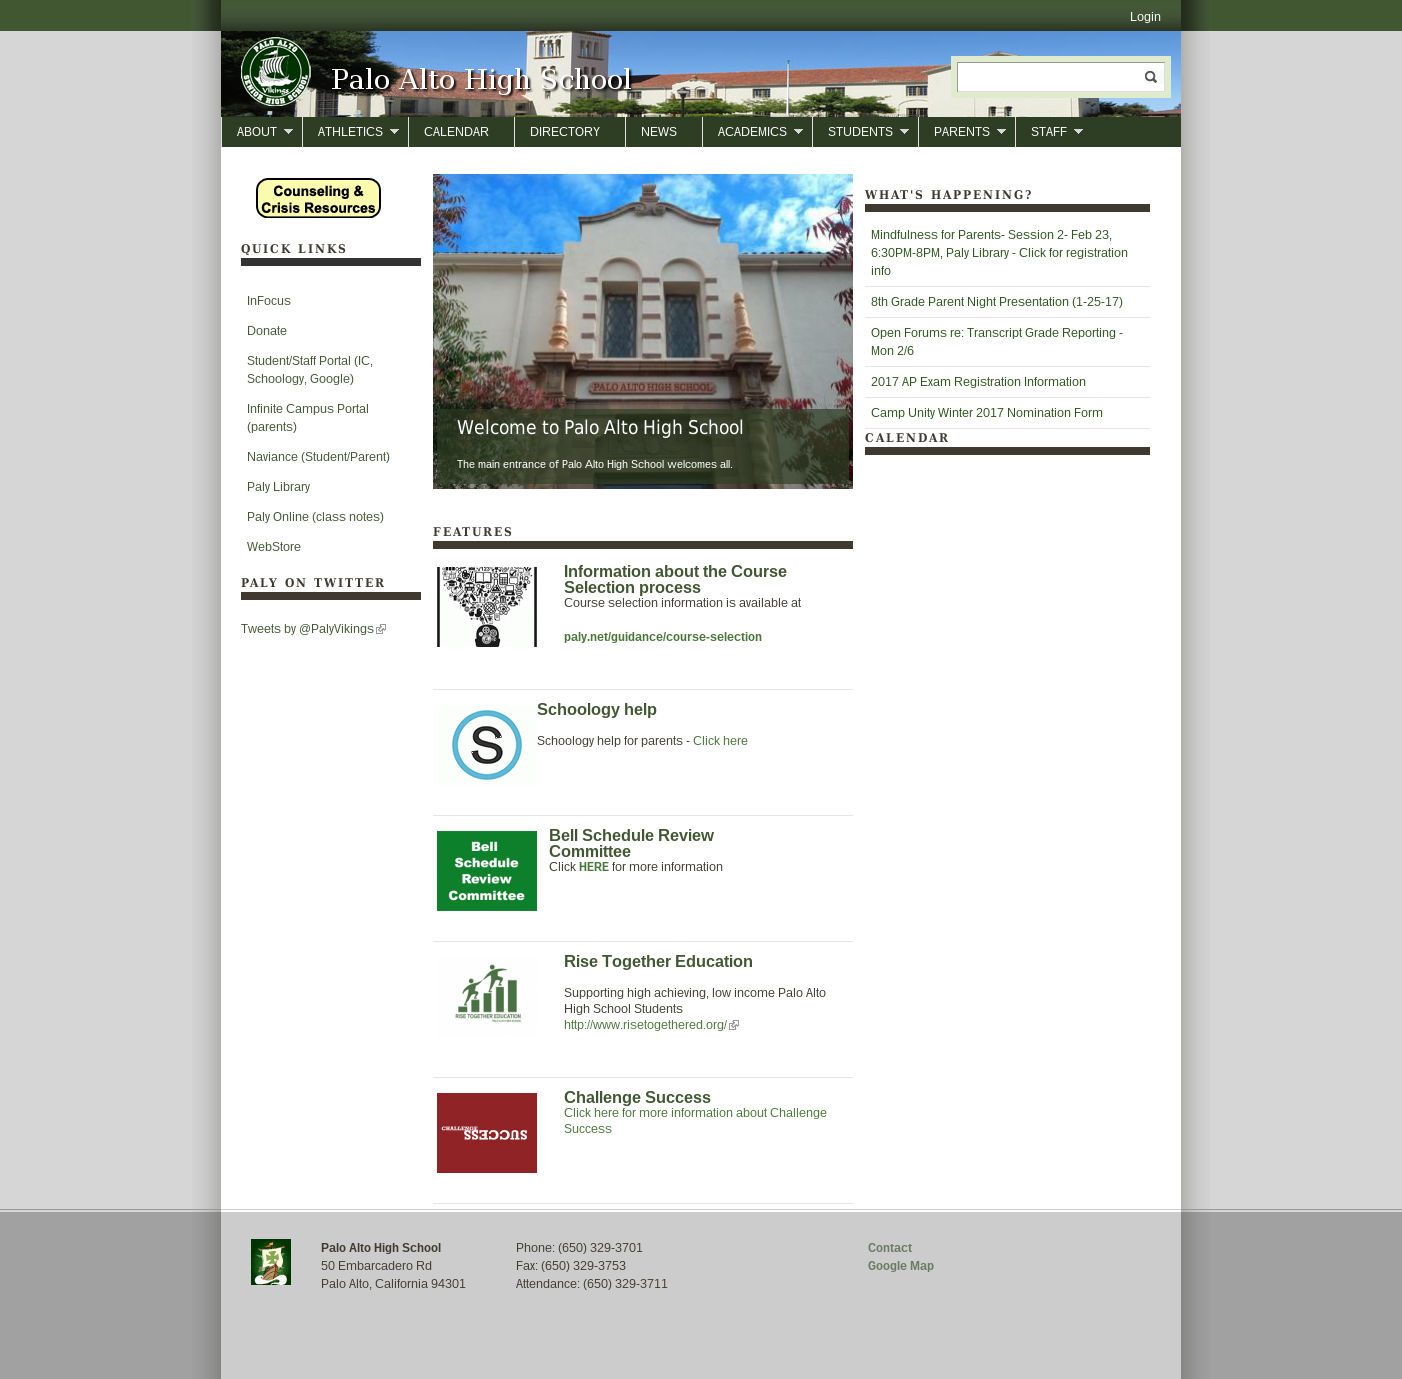 Login
PALO ALTO
SENIOR HIGH SCHOOL
Vikings
Palo Alto High School
ABOUT
ATHLETICS
CALENDAR
DIRECTORY
NEWS
ACADEMICS
STUDENTS
PARENTS
STAFF
Counseling &
Crisis Resources
QUICK LINKS
InFocus
Donate
Student/Staff Portal (IC,
Schoology, Google)
Infinite Campus Portal
(parents)
Naviance (Student/Parent)
Paly Library
Paly Online (class notes)
WebStore
PALY ON TWITTER
Tweets by @PalyVikings
PALO ALTO HIGH SCHOOL
Welcome to Palo Alto High School
The main entrance of Palo Alto High School welcomes all.
FEATURES
Information about the Course
Selection process
Course selection information is available at
paly.net/guidance/course-selection
S
Schoology help
Schoology help for parents - Click here
Bell
Schedule
Review
Committee
Bell Schedule Review
Committee
Click HERE for more information
RISE TOGETHER EDUCATION
Rise Together Education
Supporting high achieving, low income Palo Alto
High School Students
http://www.risetogethered.org/
CHALLENGE
SUCCESS
Challenge Success
Click here for more information about Challenge
Success
WHAT'S HAPPENING?
Mindfulness for Parents- Session 2- Feb 23,
6:30PM-8PM, Paly Library - Click for registration
info
8th Grade Parent Night Presentation (1-25-17)
Open Forums re: Transcript Grade Reporting -
Mon 2/6
2017 AP Exam Registration Information
Camp Unity Winter 2017 Nomination Form
CALENDAR
Palo Alto High School
50 Embarcadero Rd
Palo Alto, California 94301
Phone: (650) 329-3701
Fax: (650) 329-3753
Attendance: (650) 329-3711
Contact
Google Map